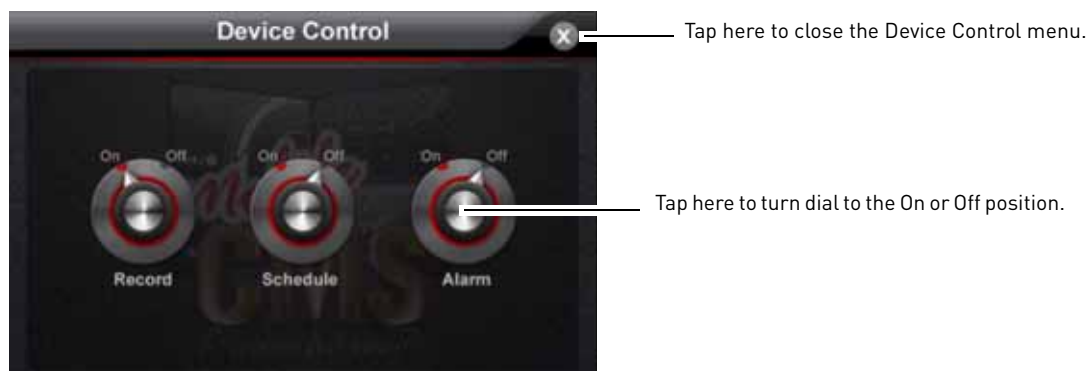 Device Control
X
Tap here to close the Device Control menu.
On Off On Off On Off
Tap here to turn dial to the On or Off position.
Record Schedule Alarm
CMS